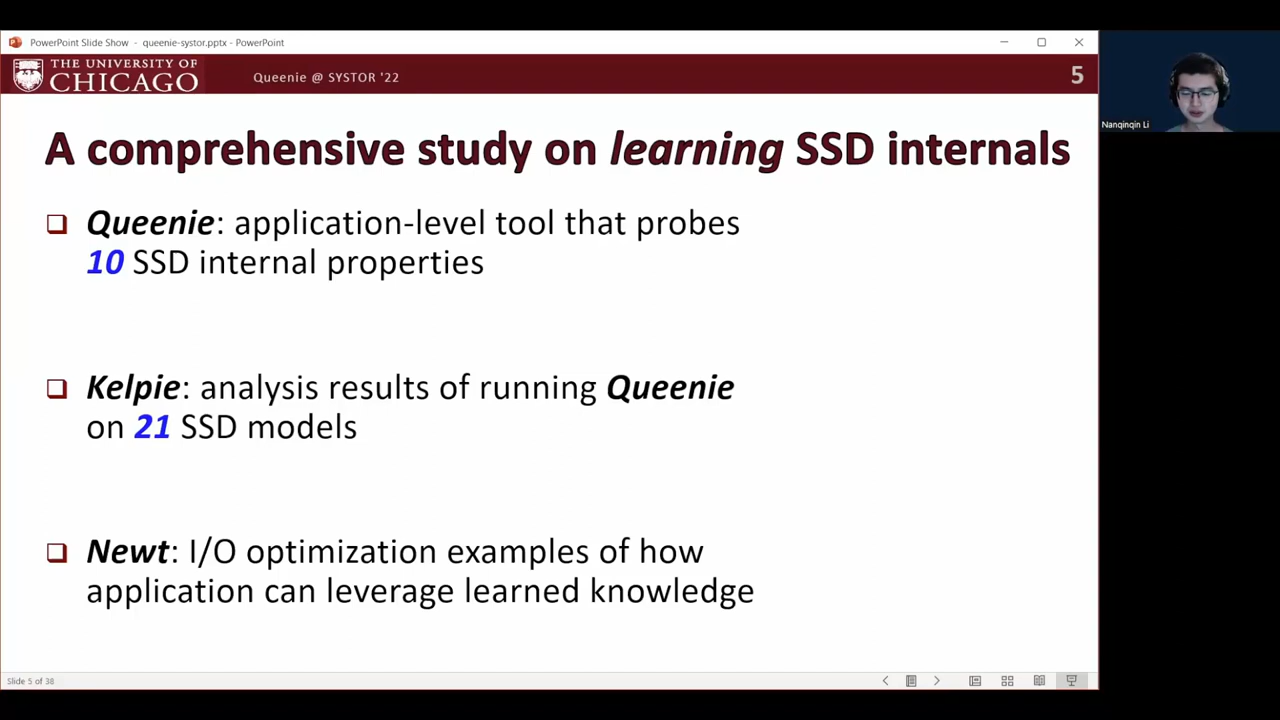 PowerPoint Slide Show - queenie-systor.pptx - PowerPoint
THE UNIVERSITY OF
CHICAGO
Queenie @ SYSTOR '22
5
Nanqinqin Li
A comprehensive study on learning SSD internals
❑ Queenie: application-level tool that probes
10 SSD internal properties
❑ Kelpie: analysis results of running Queenie
on 21 SSD models
❑ Newt: I/O optimization examples of how
application can leverage learned knowledge
Slide 5 of 38